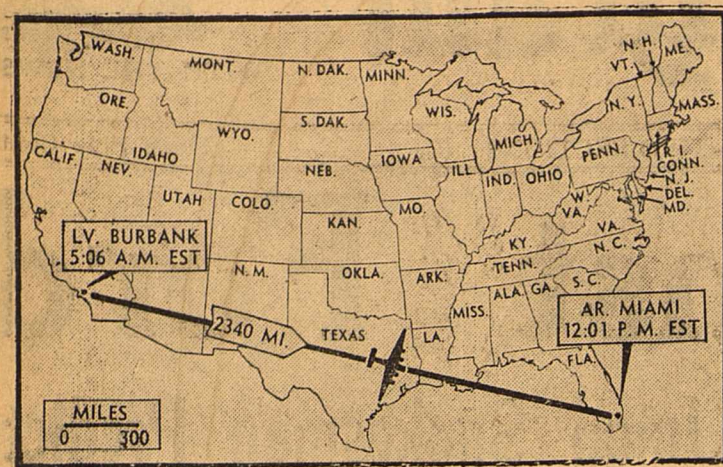 WASH.
MONT.
N. DAK.
MINN.
N. H.
VT.
ME.
ORE.
S. DAK.
WIS.
MICH
N. Y.
MASS.
WYO.
CALIF.
NEV.
IDAHO
NEB.
IOWA
ILL.
IND.
OHIO
PENN.
R. I.
CONN.
N. J.
DEL.
MD.
UTAH
COLO.
KAN.
MO.
W.
VA.
KY.
VA.
N. C.
LV. BURBANK
5:06 A. M. EST
N. M.
OKLA.
ARK.
TENN.
S. C.
MISS.
ALA.
GA.
AR. MIAMI
12:01 P. M. EST
2340 MI.
TEXAS
LA.
FLA.
MILES
0 300